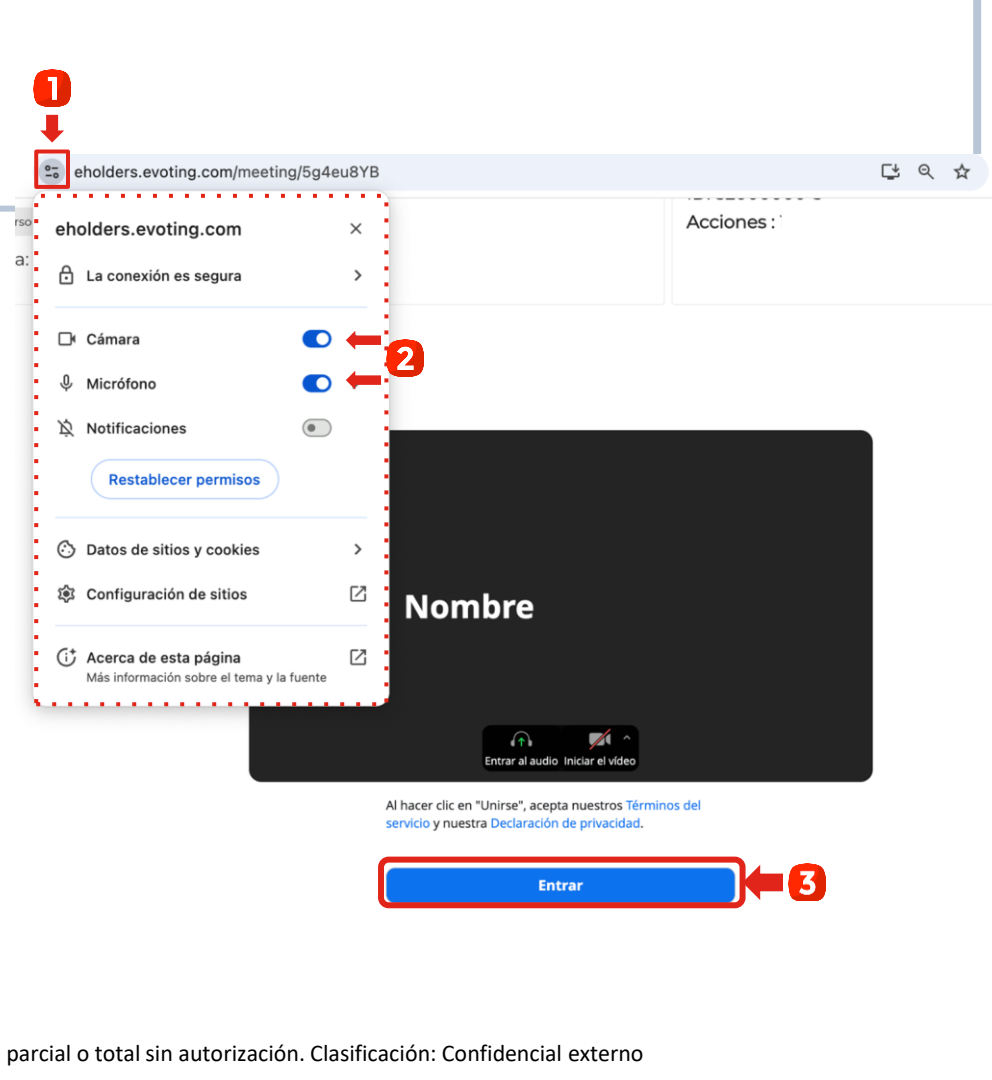 1
eholders.evoting.com/meeting/5g4eu8YB
rso
a:
Acciones :
eholders.evoting.com
La conexión es segura
Cámara
2
Micrófono
Notificaciones
Restablecer permisos
Datos de sitios y cookies
Configuración de sitios
Acerca de esta página
Más información sobre el tema y la fuente
Nombre
Entrar al audio Iniciar el vídeo
Al hacer clic en "Unirse", acepta nuestros Términos del
servicio y nuestra Declaración de privacidad.
Entrar
3
parcial o total sin autorización. Clasificación: Confidencial externo